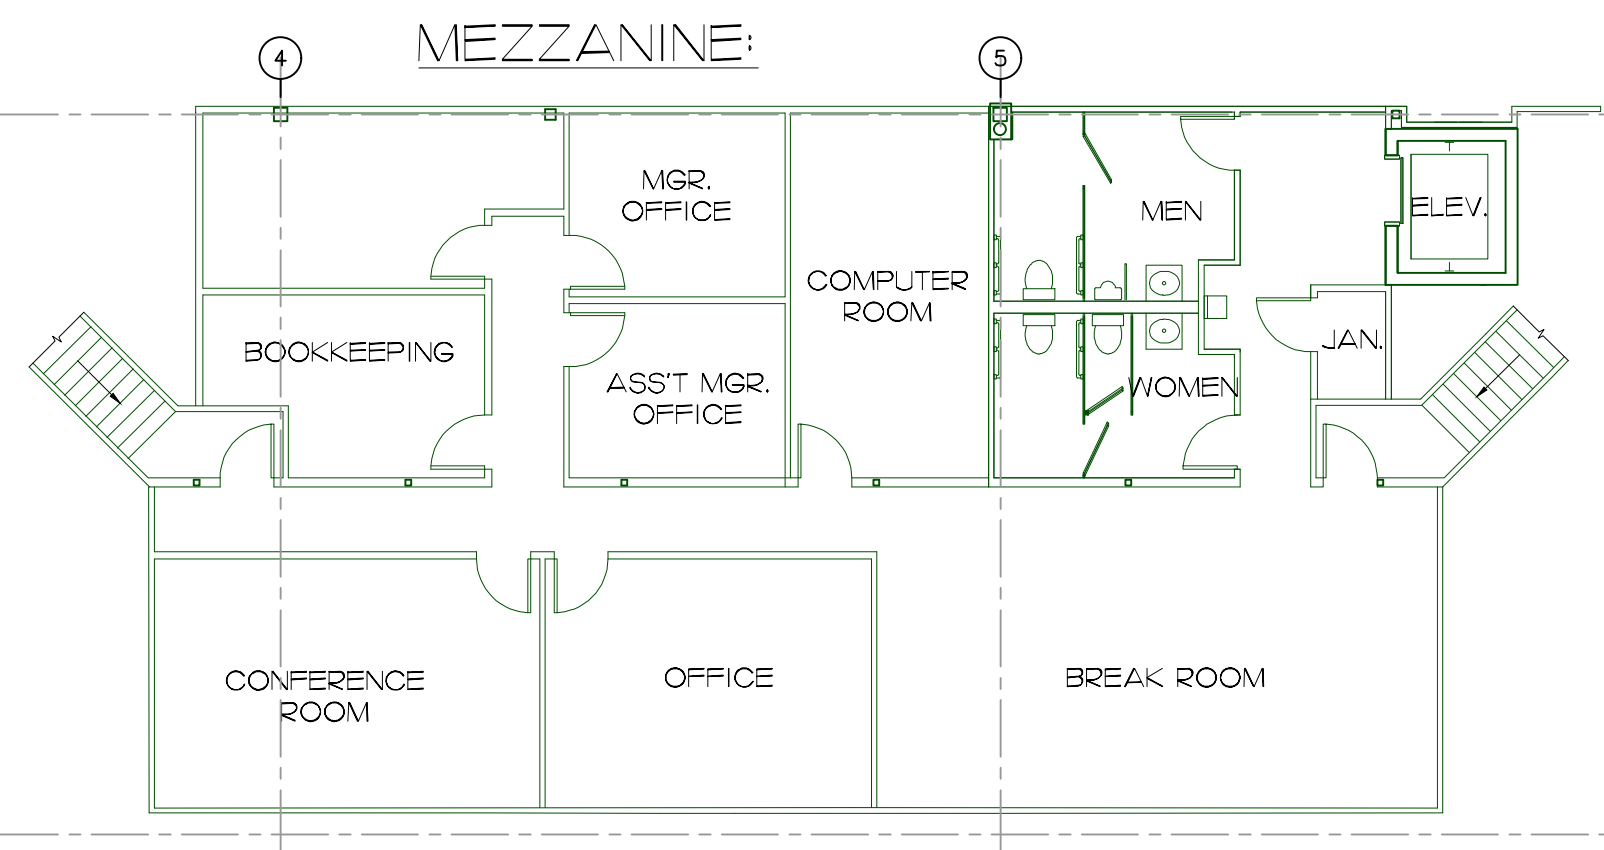 MEZZANINE:
4
5
MGR.
OFFICE
MEN
ELEV.
COMPUTER
ROOM
BOOKKEEPING
JAN.
ASS'T MGR.
OFFICE
WOMEN
CONFERENCE
ROOM
OFFICE
BREAK ROOM